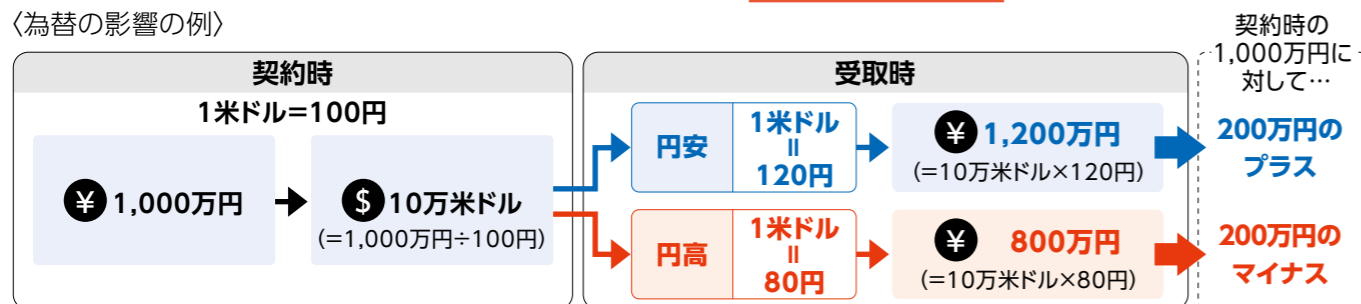 〈為替の影響の例〉
契約時
1米ドル=100円
¥ 1,000万円
$ 10万米ドル
(=1,000万円÷100円)
受取時
円安
1米ドル
=
120円
¥ 1,200万円
(=10万米ドル×120円)
円高
1米ドル
=
80円
¥ 800万円
(=10万米ドル×80円)
契約時の
1,000万円に
対して…
200万円の
プラス
200万円の
マイナス